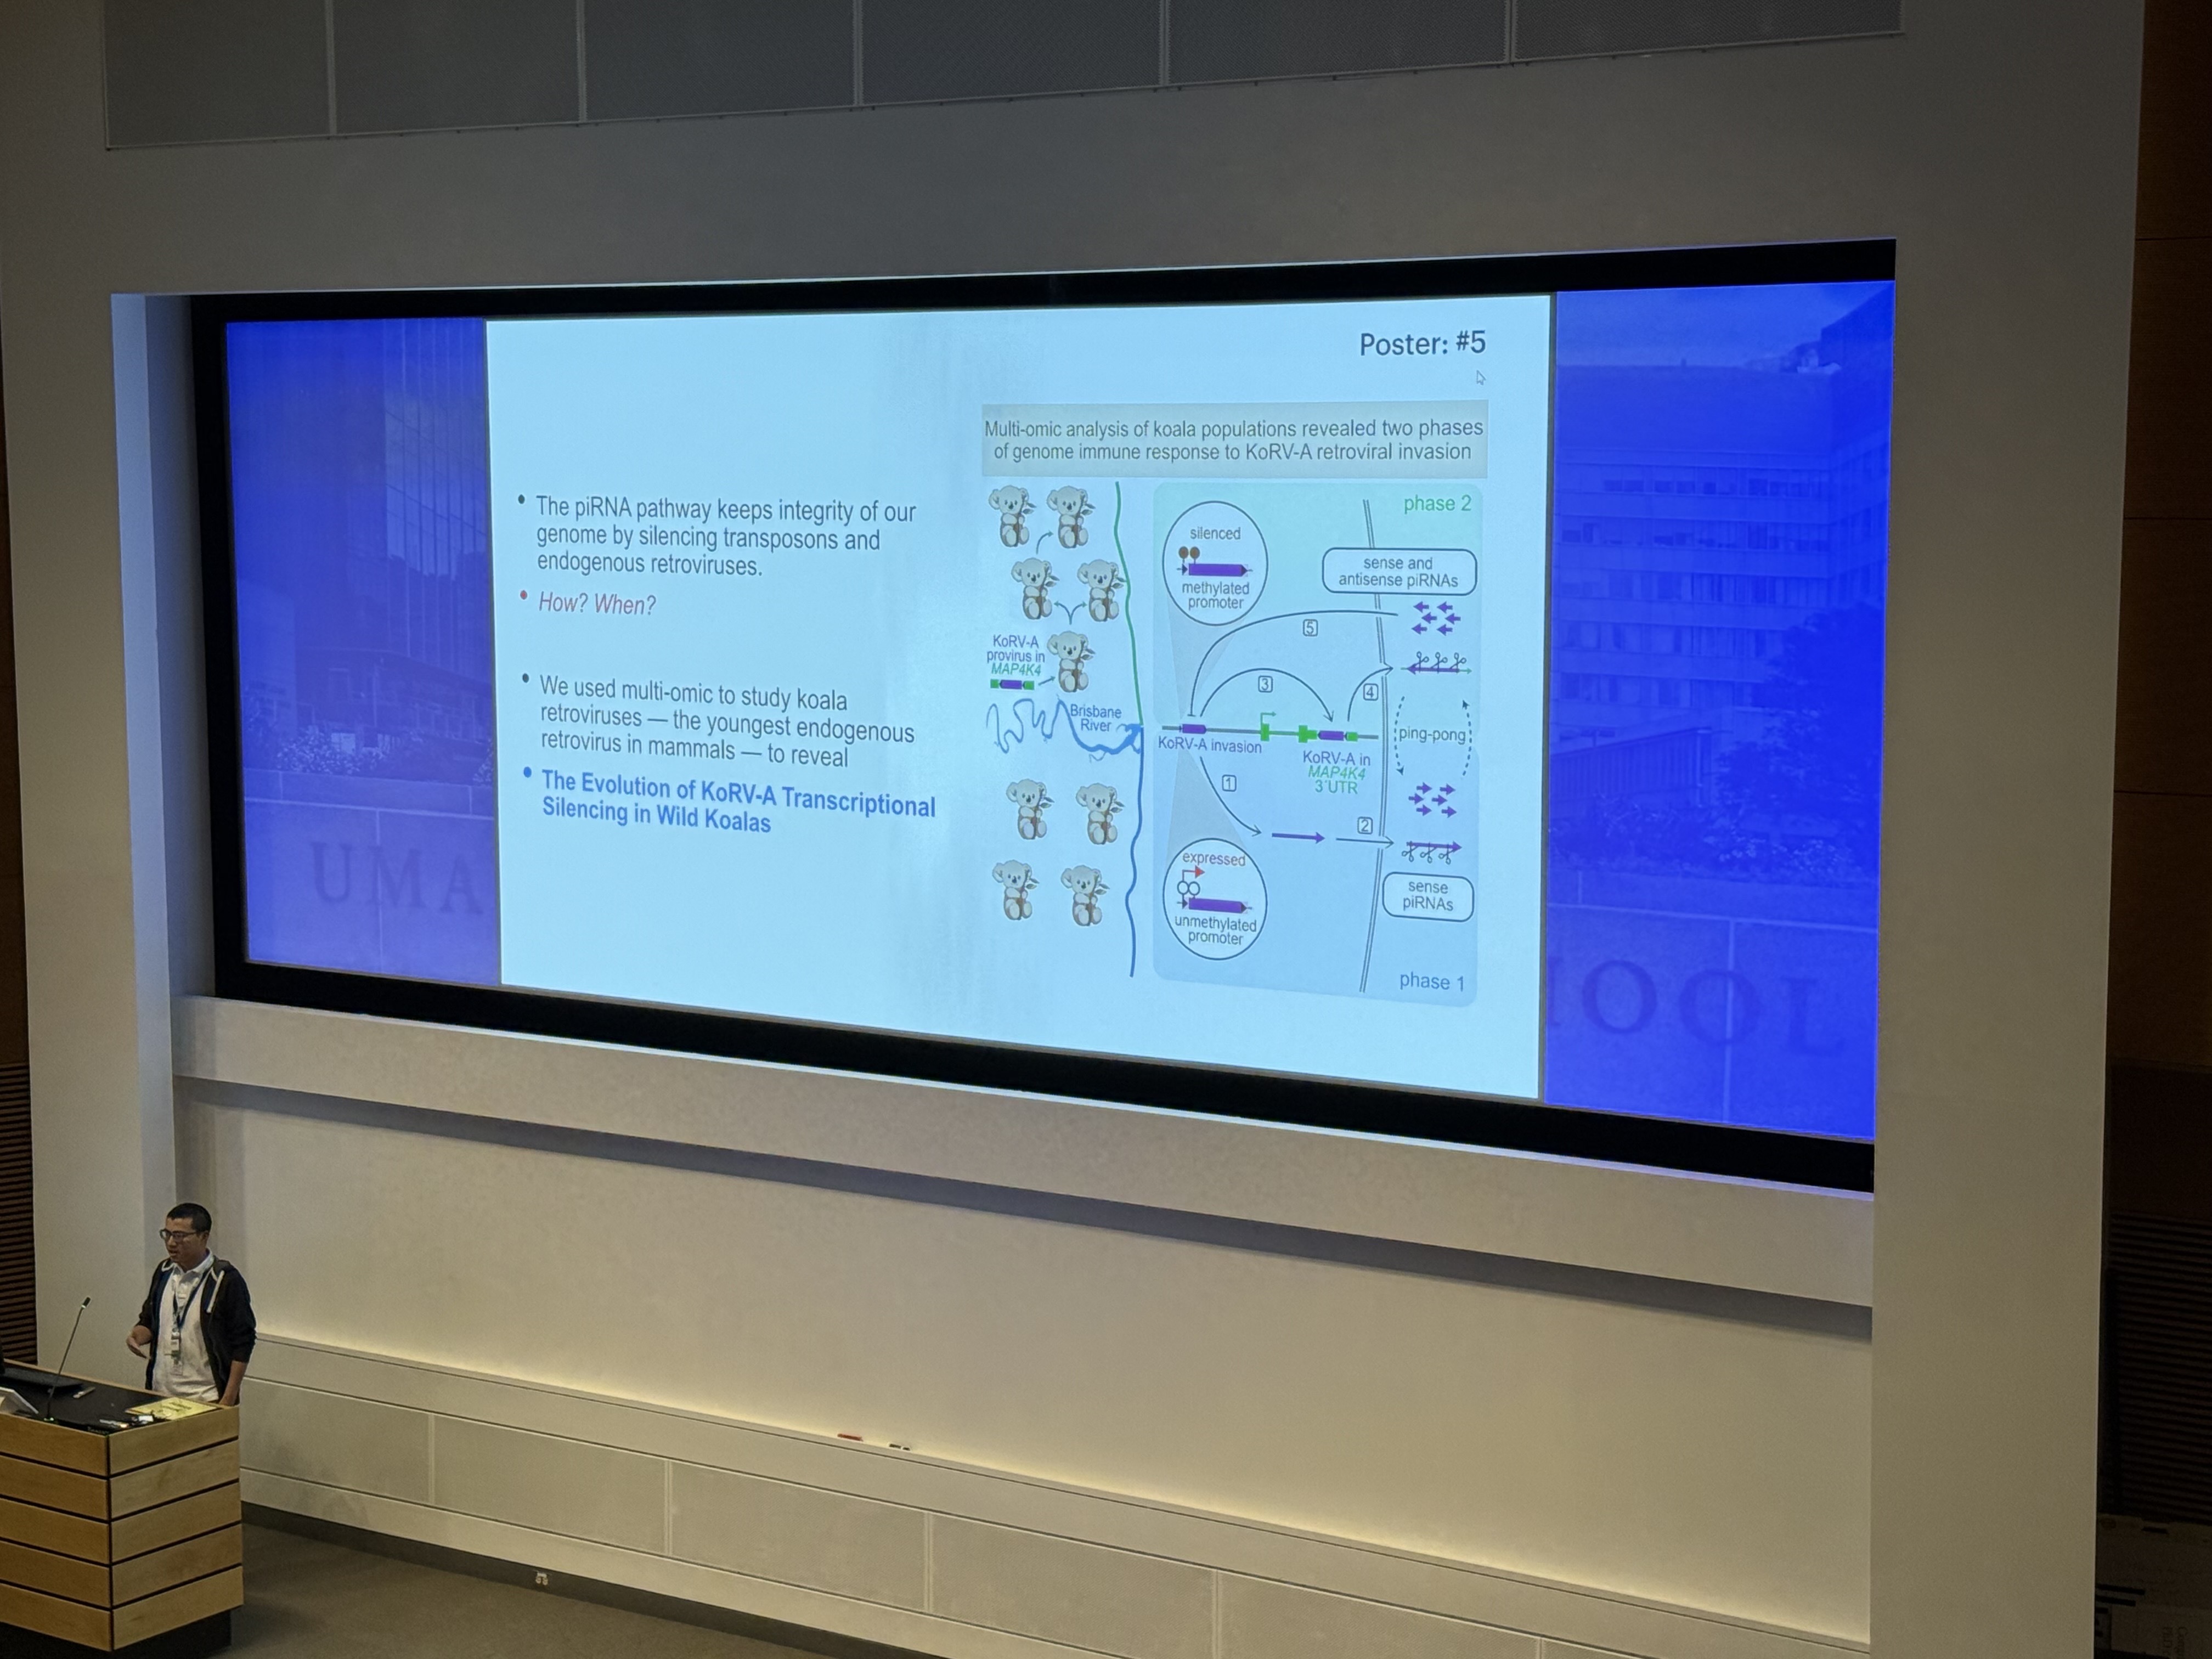 Poster: #5
Multi-omic analysis of koala populations revealed two phases
of genome immune response to KoRV-A retroviral invasion
• The piRNA pathway keeps integrity of our
genome by silencing transposons and
endogenous retroviruses.
• How? When?
• We used multi-omic to study koala
retroviruses — the youngest endogenous
retrovirus in mammals — to reveal
• The Evolution of KoRV-A Transcriptional
Silencing in Wild Koalas
KoRV-A
provirus in
MAP4K4
Brisbane
River
phase 2
silenced
methylated
promoter
sense and
antisense piRNAs
5
3
4
KoRV-A invasion
KoRV-A in
MAP4K4
3'UTR
ping-pong
1
2
expressed
unmethylated
promoter
sense
piRNAs
phase 1
UMA
HOOL